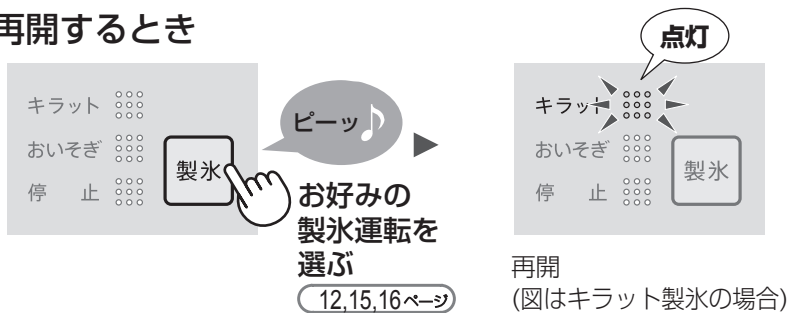 再開するとき
キラット
おいそぎ
停 止
製氷
ピーッ♪
お好みの
製氷運転を
選ぶ
12,15,16ページ
点灯
キラット
おいそぎ
停 止
製氷
再開
(図はキラット製氷の場合)